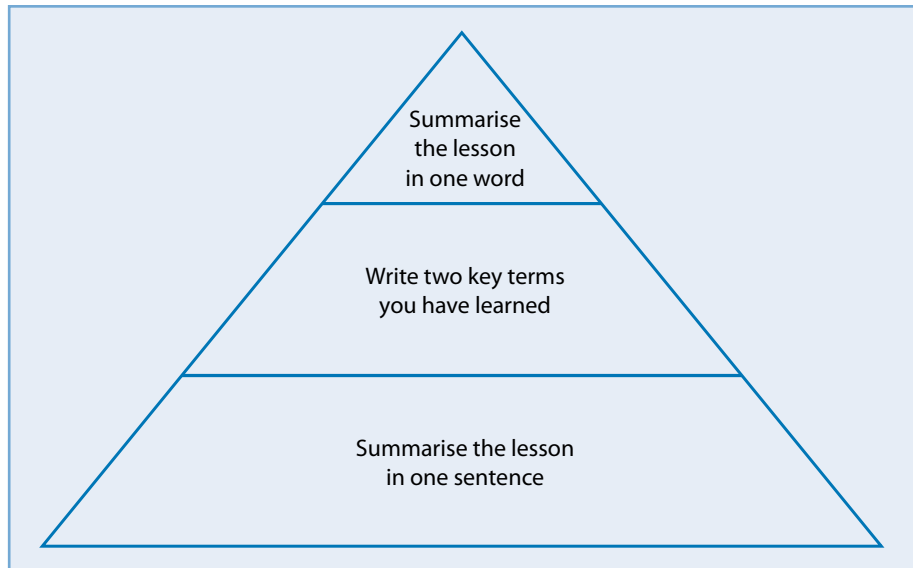 Summarise
the lesson
in one word
Write two key terms
you have learned
Summarise the lesson
in one sentence